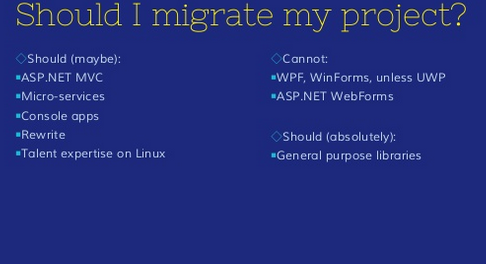 Should I migrate my project?
◇Should (maybe):
▪ASP.NET MVC
▪Micro-services
▪Console apps
▪Rewrite
▪Talent expertise on Linux
◇Cannot:
▪WPF, WinForms, unless UWP
▪ASP.NET WebForms
◇Should (absolutely):
▪General purpose libraries